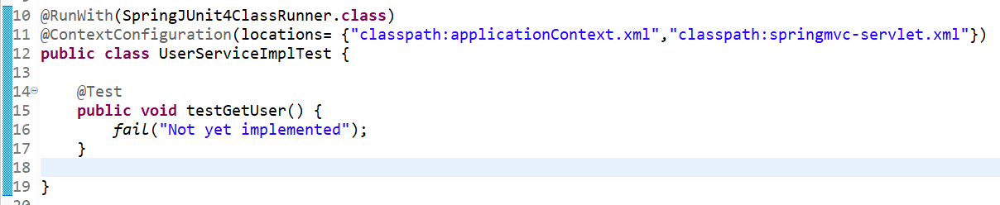 10 @RunWith(SpringJUnit4ClassRunner.class)
11 @ContextConfiguration(locations= {"classpath:applicationContext.xml","classpath:springmvc-servlet.xml"})
12 public class UserServiceImplTest {
13
14 @Test
15 public void testGetUser() {
16 fail("Not yet implemented");
17 }
18
19 }
20